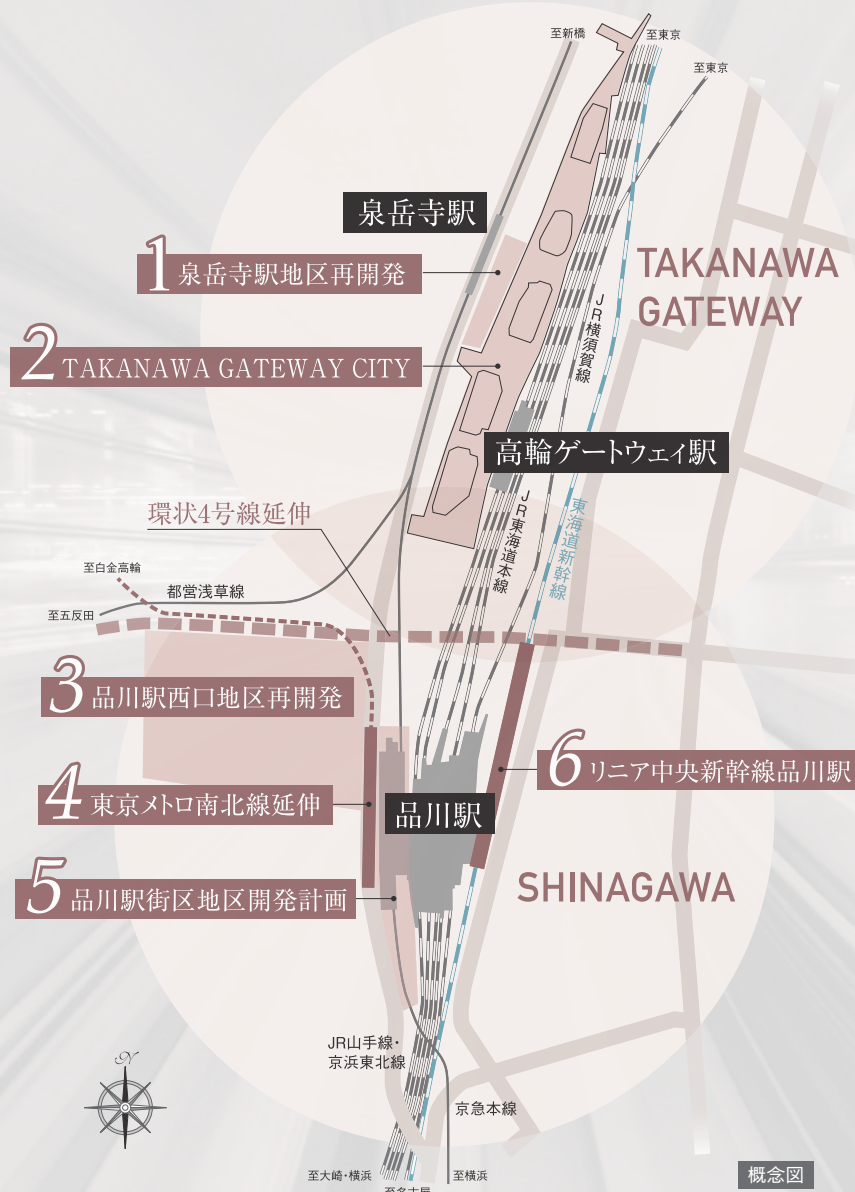 至新橋
至東京
至東京
泉岳寺駅
1 泉岳寺駅地区再開発
TAKANAWA
GATEWAY
JR横須賀線
2 TAKANAWA GATEWAY CITY
高輪ゲートウェイ駅
JR東海道本線
東海道新幹線
環状4号線延伸
至白金高輪
都営浅草線
至五反田
3 品川駅西口地区再開発
6 リニア中央新幹線品川駅
4 東京メトロ南北線延伸
品川駅
5 品川駅街区地区開発計画
SHINAGAWA
N
JR山手線・
京浜東北線
京急本線
至大崎・横浜
至横浜
至名古屋
概念図